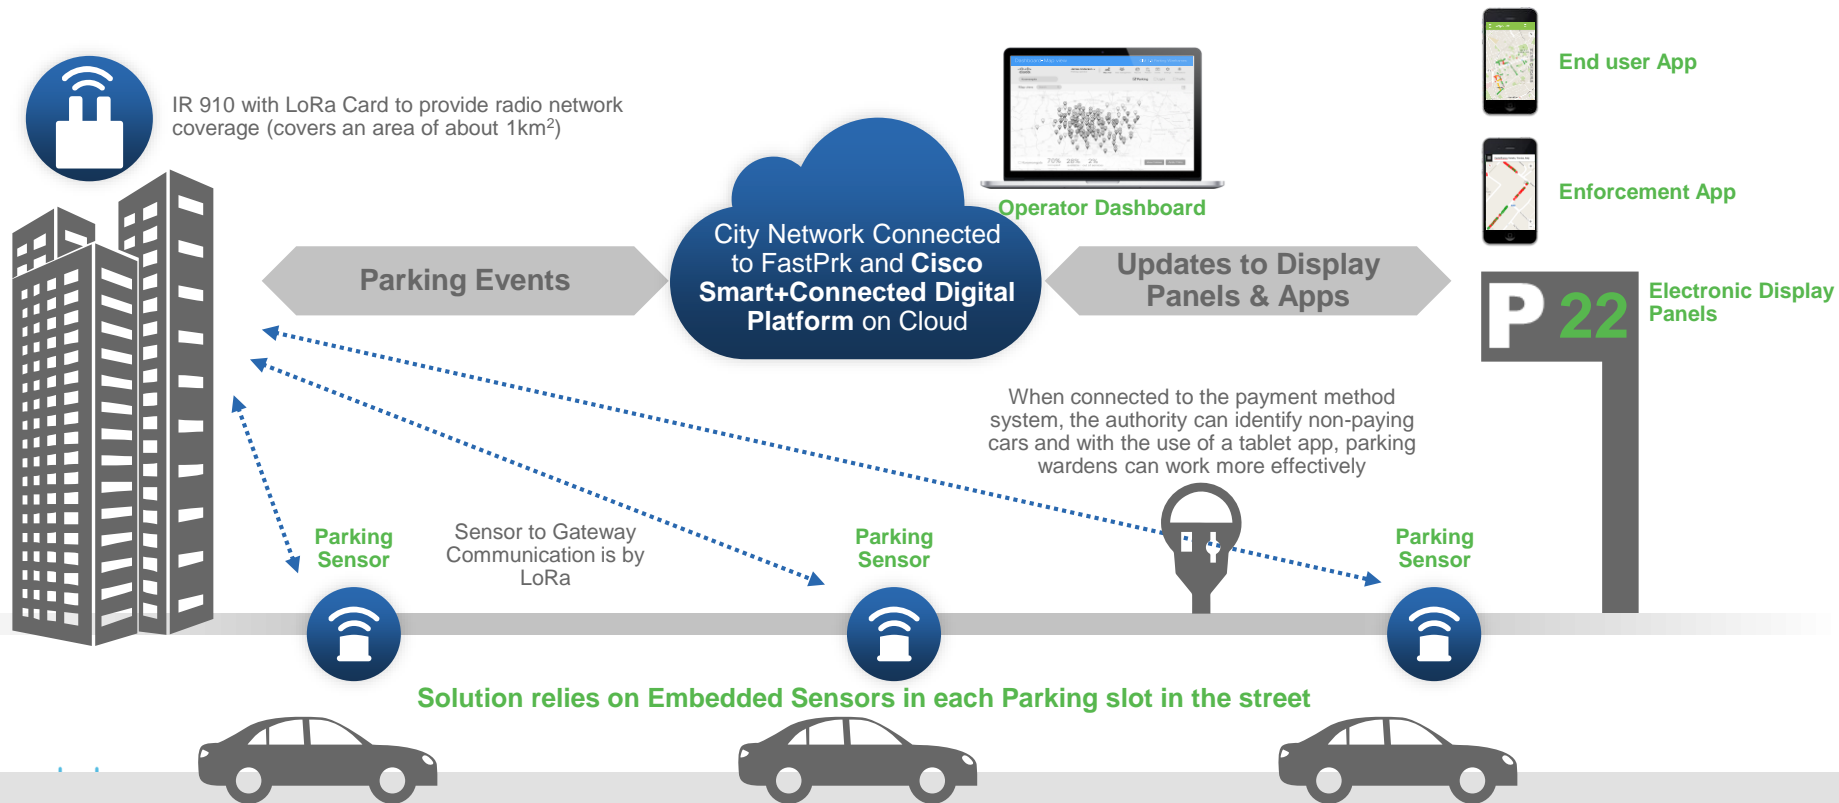 IR 910 with LoRa Card to provide radio network
coverage (covers an area of about 1km²)
End user App
Enforcement App
Operator Dashboard
70% 28% 2%
Parking Events
City Network Connected
to FastPrk and Cisco
Smart+Connected Digital
Platform on Cloud
Updates to Display
Panels & Apps
P 22
Electronic Display
Panels
When connected to the payment method
system, the authority can identify non-paying
cars and with the use of a tablet app, parking
wardens can work more effectively
Parking
Sensor
Sensor to Gateway
Communication is by
LoRa
Parking
Sensor
Parking
Sensor
Solution relies on Embedded Sensors in each Parking slot in the street